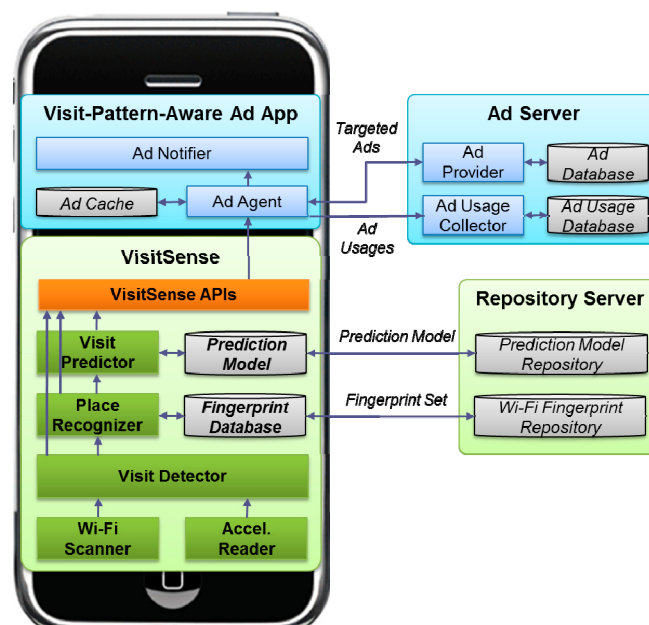 Visit-Pattern-Aware Ad App
Ad Notifier
Ad Cache
Ad Agent
Targeted
Ads
Ad
Usages
Ad Server
Ad
Provider
Ad
Database
Ad Usage
Collector
Ad Usage
Database
VisitSense
VisitSense APIs
Visit
Predictor
Prediction
Model
Place
Recognizer
Fingerprint
Database
Visit Detector
Wi-Fi
Scanner
Accel.
Reader
Prediction Model
Fingerprint Set
Repository Server
Prediction Model
Repository
Wi-Fi Fingerprint
Repository